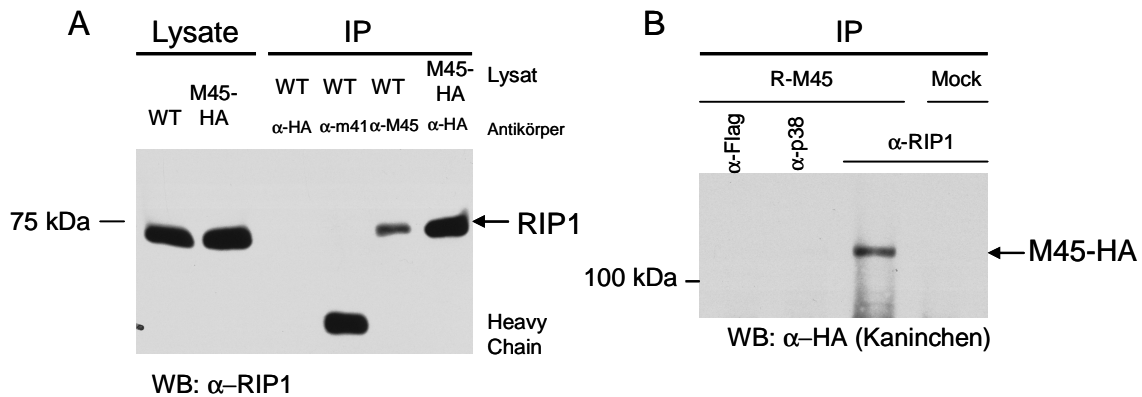 A
Lysate IP
WT M45-HA
WT WT WT M45-HA Lysat
α-HA α-m41 α-M45 α-HA Antikörper
75 kDa
RIP1
Heavy Chain
WB: α–RIP1
B
IP
R-M45 Mock
α-Flag α-p38 α-RIP1
100 kDa
M45-HA
WB: α–HA (Kaninchen)